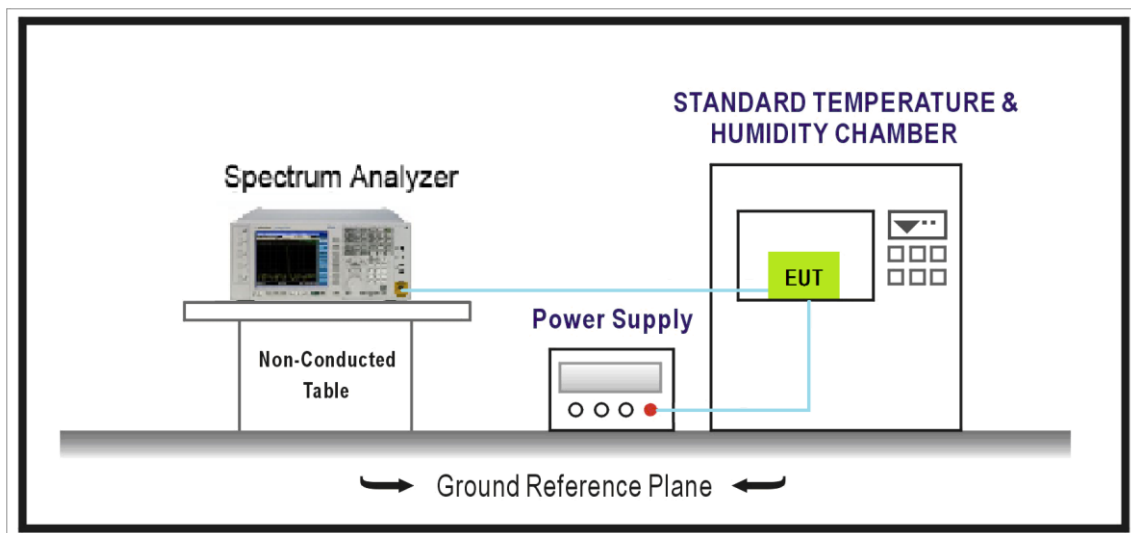 STANDARD TEMPERATURE &
HUMIDITY CHAMBER
Spectrum Analyzer
EUT
Power Supply
Non-Conducted
Table
Ground Reference Plane